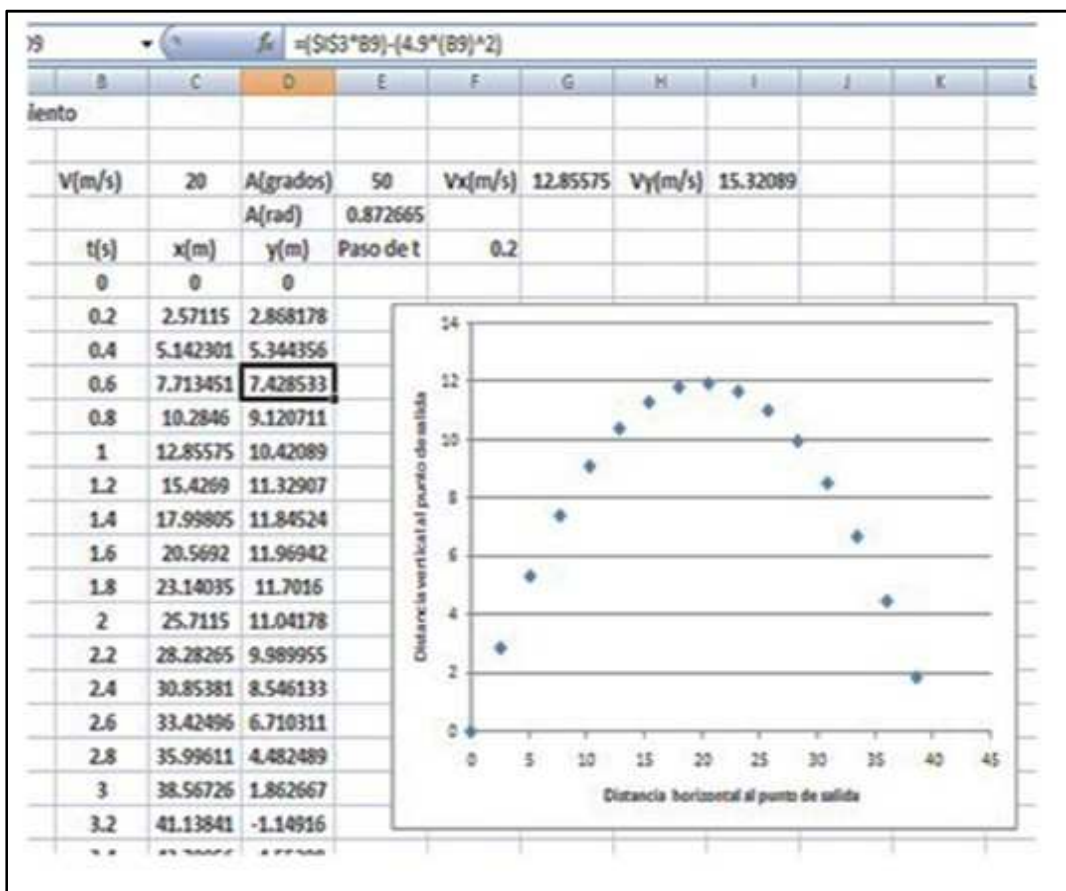 D9 =($I$3*B9)-(4.9*(B9)^2)
B C D E F G H I J K L
iento
V(m/s) 20 A(grados) 50 Vx(m/s) 12.85575 Vy(m/s) 15.32089
A(rad) 0.872665
t(s) x(m) y(m) Paso de t 0.2
0 0 0
0.2 2.57115 2.868178
0.4 5.142301 5.344356
0.6 7.713451 7.428533
0.8 10.2846 9.120711
1 12.85575 10.42089
1.2 15.4269 11.32907
1.4 17.99805 11.84524
1.6 20.5692 11.96942
1.8 23.14035 11.7016
2 25.7115 11.04178
2.2 28.28265 9.989955
2.4 30.85381 8.546133
2.6 33.42496 6.710311
2.8 35.99611 4.482489
3 38.56726 1.862667
3.2 41.13841 -1.14916
14
12
10
8
6
4
2
0
Distancia vertical al punto de salida
0 5 10 15 20 25 30 35 40 45
Distancia horizontal al punto de salida